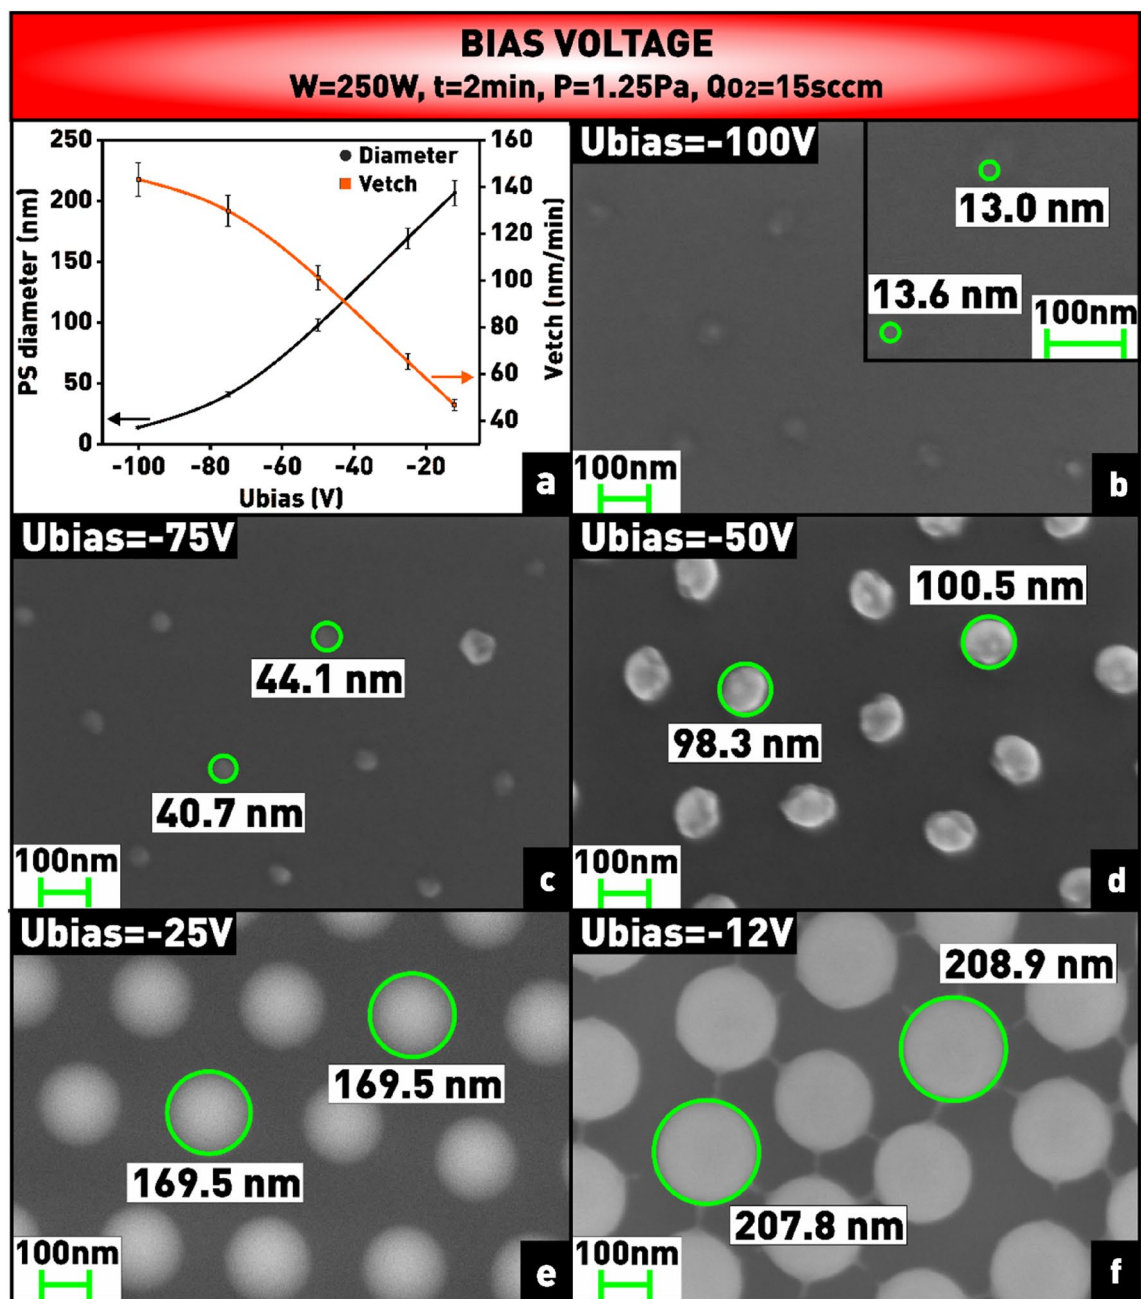 BIAS VOLTAGE
W=250W, t=2min, P=1.25Pa, QO2=15sccm
250
200
150
100
50
0
PS diameter (nm)
Diameter
Vetch
160
140
120
100
80
60
40
Vetch (nm/min)
-100 -80 -60 -40 -20
Ubias (V)
a
Ubias=-100V
13.0 nm
13.6 nm
100nm
100nm
b
Ubias=-75V
44.1 nm
40.7 nm
100nm
c
Ubias=-50V
100.5 nm
98.3 nm
100nm
d
Ubias=-25V
169.5 nm
169.5 nm
100nm
e
Ubias=-12V
208.9 nm
207.8 nm
100nm
f